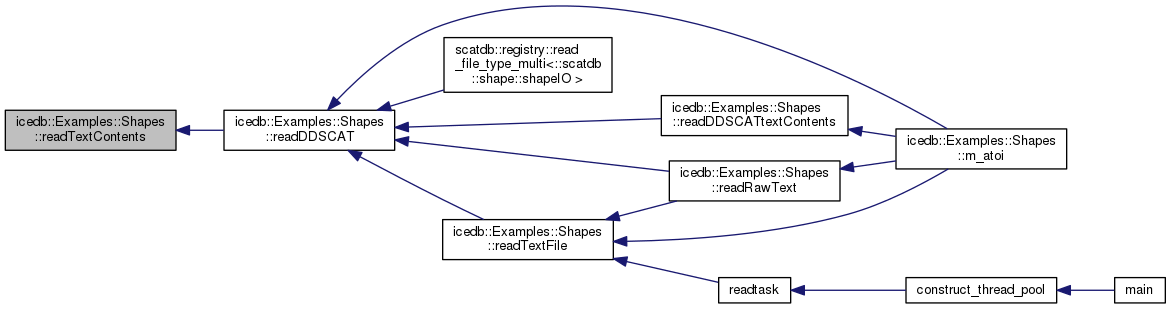 icedb::Examples::Shapes
::readTextContents
icedb::Examples::Shapes
::readDDSCAT
scatdb::registry::read
_file_type_multi<::scatdb
::shape::shapeIO >
icedb::Examples::Shapes
::readDDSCATtextContents
icedb::Examples::Shapes
::m_atoi
icedb::Examples::Shapes
::readRawText
icedb::Examples::Shapes
::readTextFile
readtask
construct_thread_pool
main